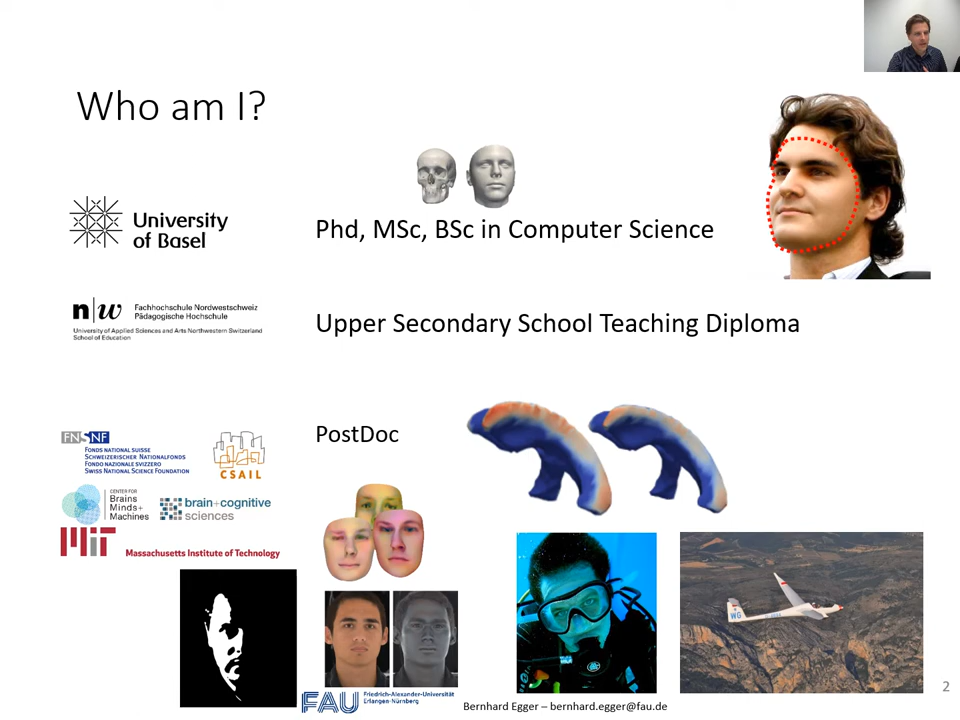 Who am I?
University
of Basel
Phd, MSc, BSc in Computer Science
n|w
Fachhochschule Nordwestschweiz
Pädagogische Hochschule
University of Applied Sciences and Arts Northwestern Switzerland
School of Education
Upper Secondary School Teaching Diploma
PostDoc
FNSNF
FONDS NATIONAL SUISSE
SCHWEIZERISCHER NATIONALFONDS
FONDO NAZIONALE SVIZZERO
SWISS NATIONAL SCIENCE FOUNDATION
CSAIL
CENTER FOR
Brains
Minds+
Machines
brain+cognitive
sciences
MIT
Massachusetts Institute of Technology
WG
FAU
Friedrich-Alexander-Universität
Erlangen-Nürnberg
Bernhard Egger – bernhard.egger@fau.de
2